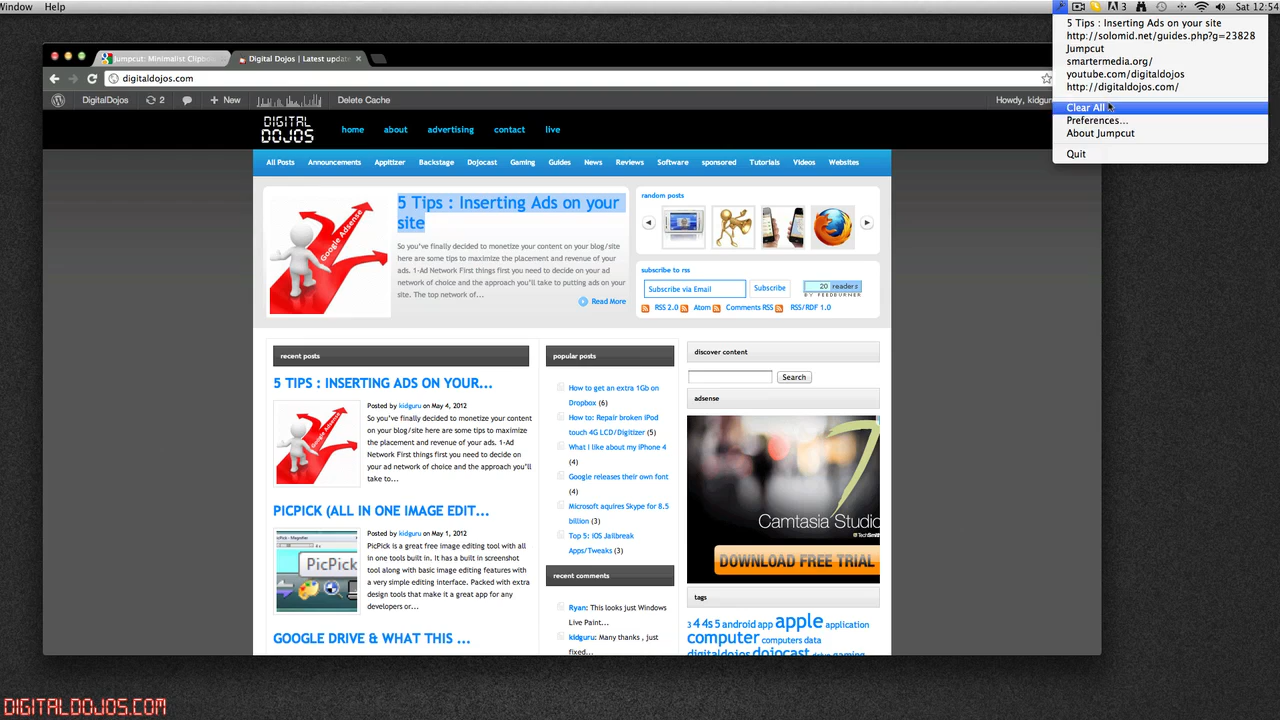 Window Help
3 Sat 12:54
5 Tips : Inserting Ads on your site
http://solomid.net/guides.php?g=23828
Jumpcut
smartermedia.org/
youtube.com/digitaldojos
http://digitaldojos.com/
Clear All
Preferences...
About Jumpcut
Quit
Jumpcut: Minimalist Clipb
Digital Dojos | Latest update
digitaldojos.com
DigitalDojos 2 New Delete Cache Howdy, kidgur
DIGITAL
DOJOS
home about advertising contact live
All Posts Announcements Appitizer Backstage Dojocast Gaming Guides News Reviews Software sponsored Tutorials Videos Websites
5 Tips : Inserting Ads on your
site
So you've finally decided to monetize your content on your blog/site
here are some tips to maximize the placement and revenue of your
ads. 1-Ad Network First things first you need to decide on your ad
network of choice and the approach you'll take to putting ads on your
site. The top network of...
Read More
Google Adsense
random posts
subscribe to rss
Subscribe via Email Subscribe
20 readers
BY FEEDBURNER
RSS 2.0 Atom Comments RSS RSS/RDF 1.0
recent posts
5 TIPS : INSERTING ADS ON YOUR...
Posted by kidguru on May 4, 2012
So you've finally decided to monetize your content
on your blog/site here are some tips to maximize
the placement and revenue of your ads. 1-Ad
Network First things first you need to decide on
your ad network of choice and the approach you'll
take to...
PICPICK (ALL IN ONE IMAGE EDIT...
Posted by kidguru on May 1, 2012
PicPick is a great free image editing tool with all
in one tools built in. It has a built in screenshot
tool along with basic image editing features with
a very simple editing interface. Packed with extra
design tools that make it a great app for any
developers or...
PicPick
GOOGLE DRIVE & WHAT THIS ...
popular posts
How to get an extra 1Gb on
Dropbox (6)
How to: Repair broken iPod
touch 4G LCD/Digitizer (5)
What I like about my iPhone 4
(4)
Google releases their own font
(4)
Microsoft aquires Skype for 8.5
billion (3)
Top 5: iOS Jailbreak
Apps/Tweaks (3)
recent comments
Ryan: This looks just Windows
Live Paint...
kidguru: Many thanks , just
fixed...
discover content
Search
adsense
7
Camtasia Studio
TechSmith
DOWNLOAD FREE TRIAL
tags
3 4 4s 5 android app apple application
computer computers data
digitaldojos dojocast drive gaming
DIGITALDOJOS.COM